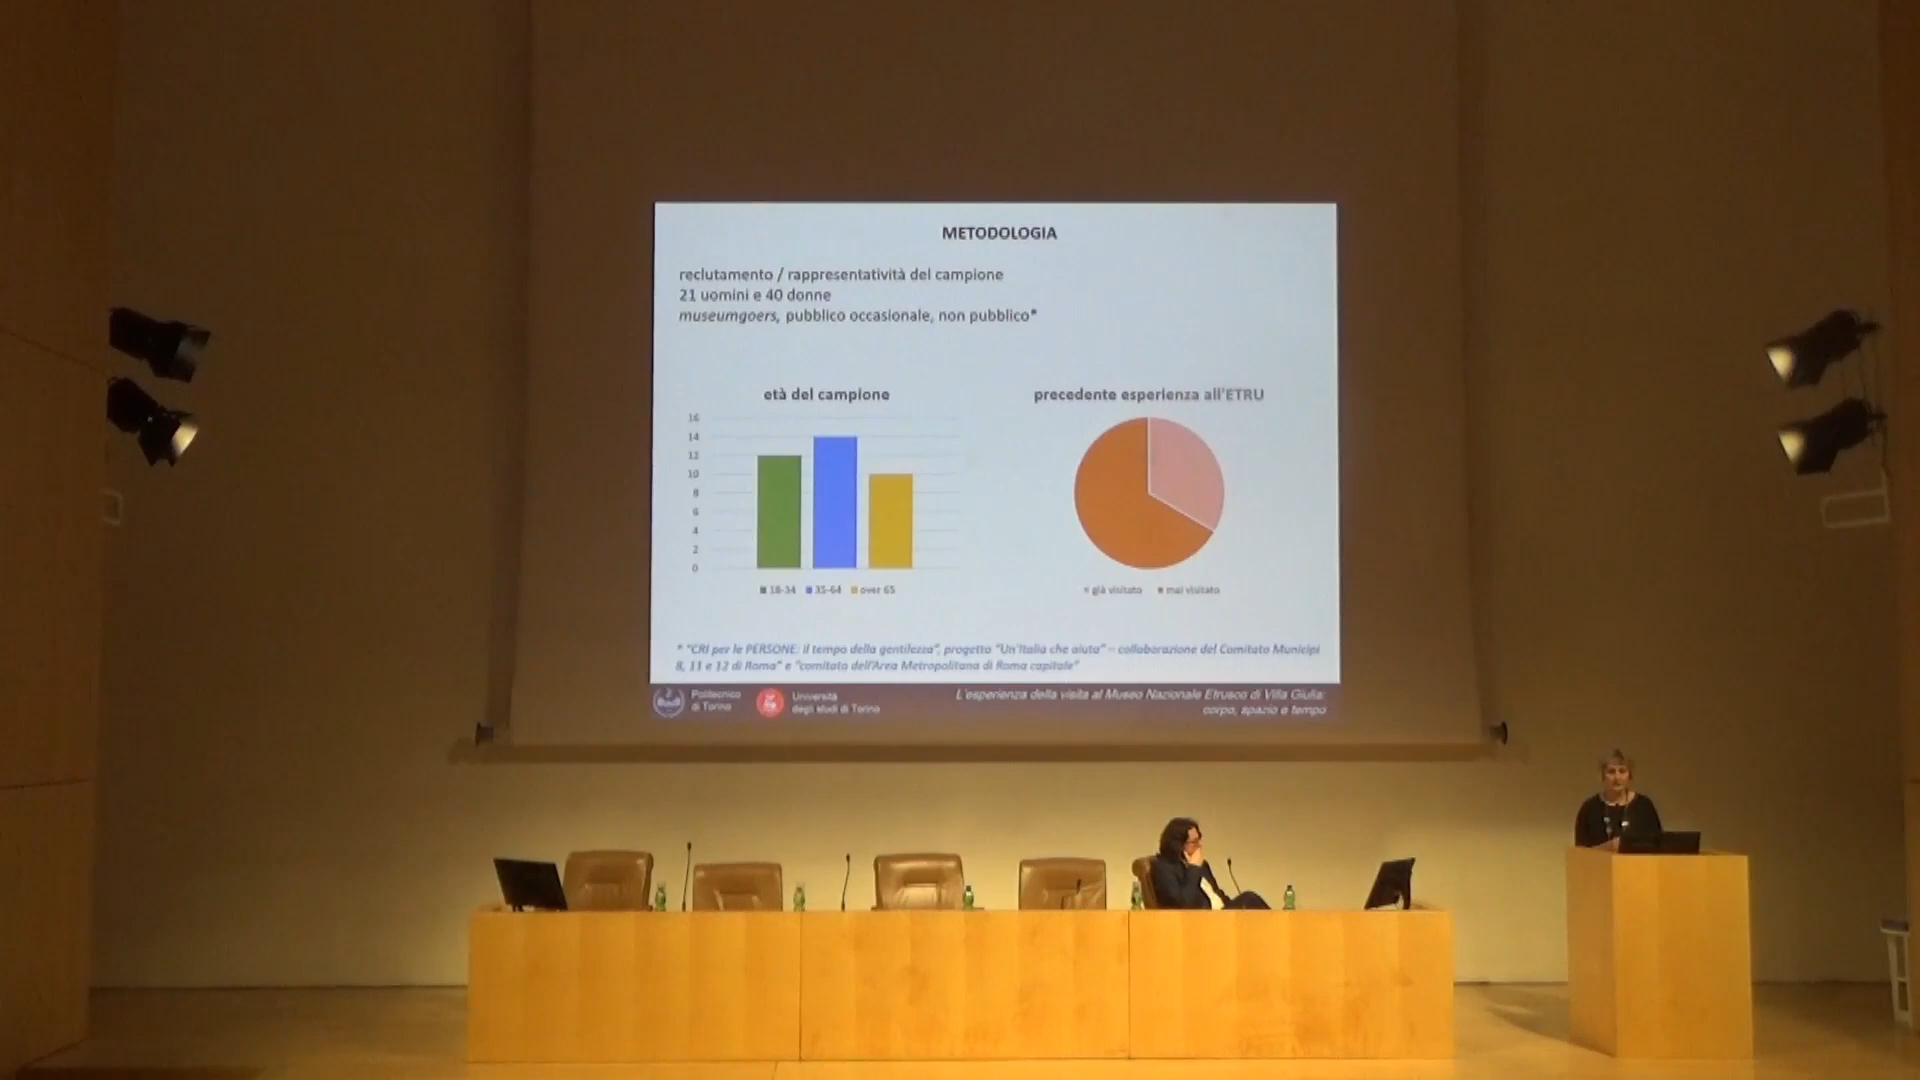 METODOLOGIA
reclutamento / rappresentatività del campione
21 uomini e 40 donne
museumgoers, pubblico occasionale, non pubblico*
età del campione
16
14
12
10
8
6
4
2
0
18-34 35-64 over 65
precedente esperienza all'ETRU
già visitato mai visitato
* "CRI per le PERSONE: il tempo della gentilezza", progetto "Un'Italia che aiuta" – collaborazione del Comitato Municipi
8, 11 e 12 di Roma" e "comitato dell'Area Metropolitana di Roma capitale"
Politecnico
di Torino
Università
degli studi di Torino
L'esperienza della visita al Museo Nazionale Etrusco di Villa Giulia:
corpo, spazio e tempo